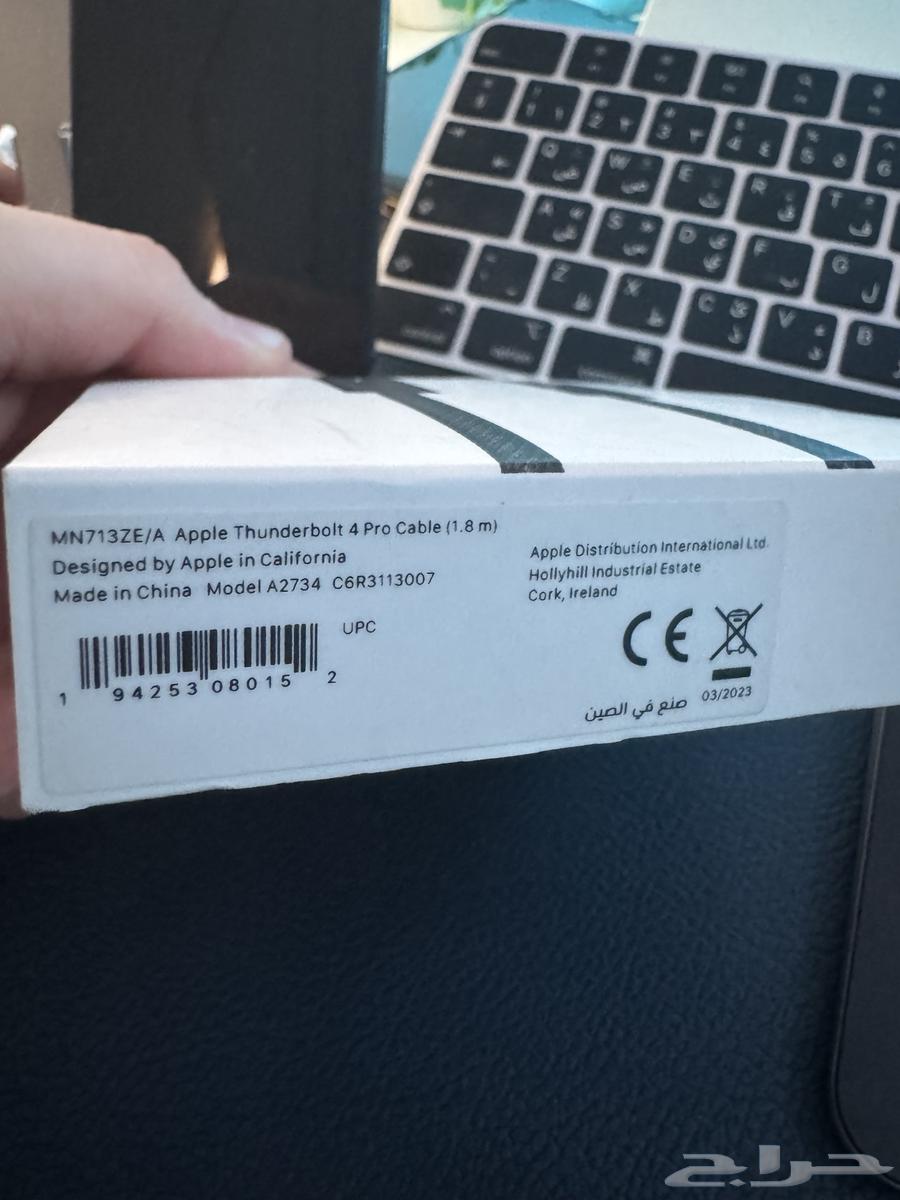 MN713ZE/A Apple Thunderbolt 4 Pro Cable (1.8 m)
Designed by Apple in California
Made in China Model A2734 C6R3113007
UPC
1 94253 08015 2
Apple Distribution International Ltd.
Hollyhill Industrial Estate
Cork, Ireland
CE
03/2023
صنع في الصين
control
option
حراج